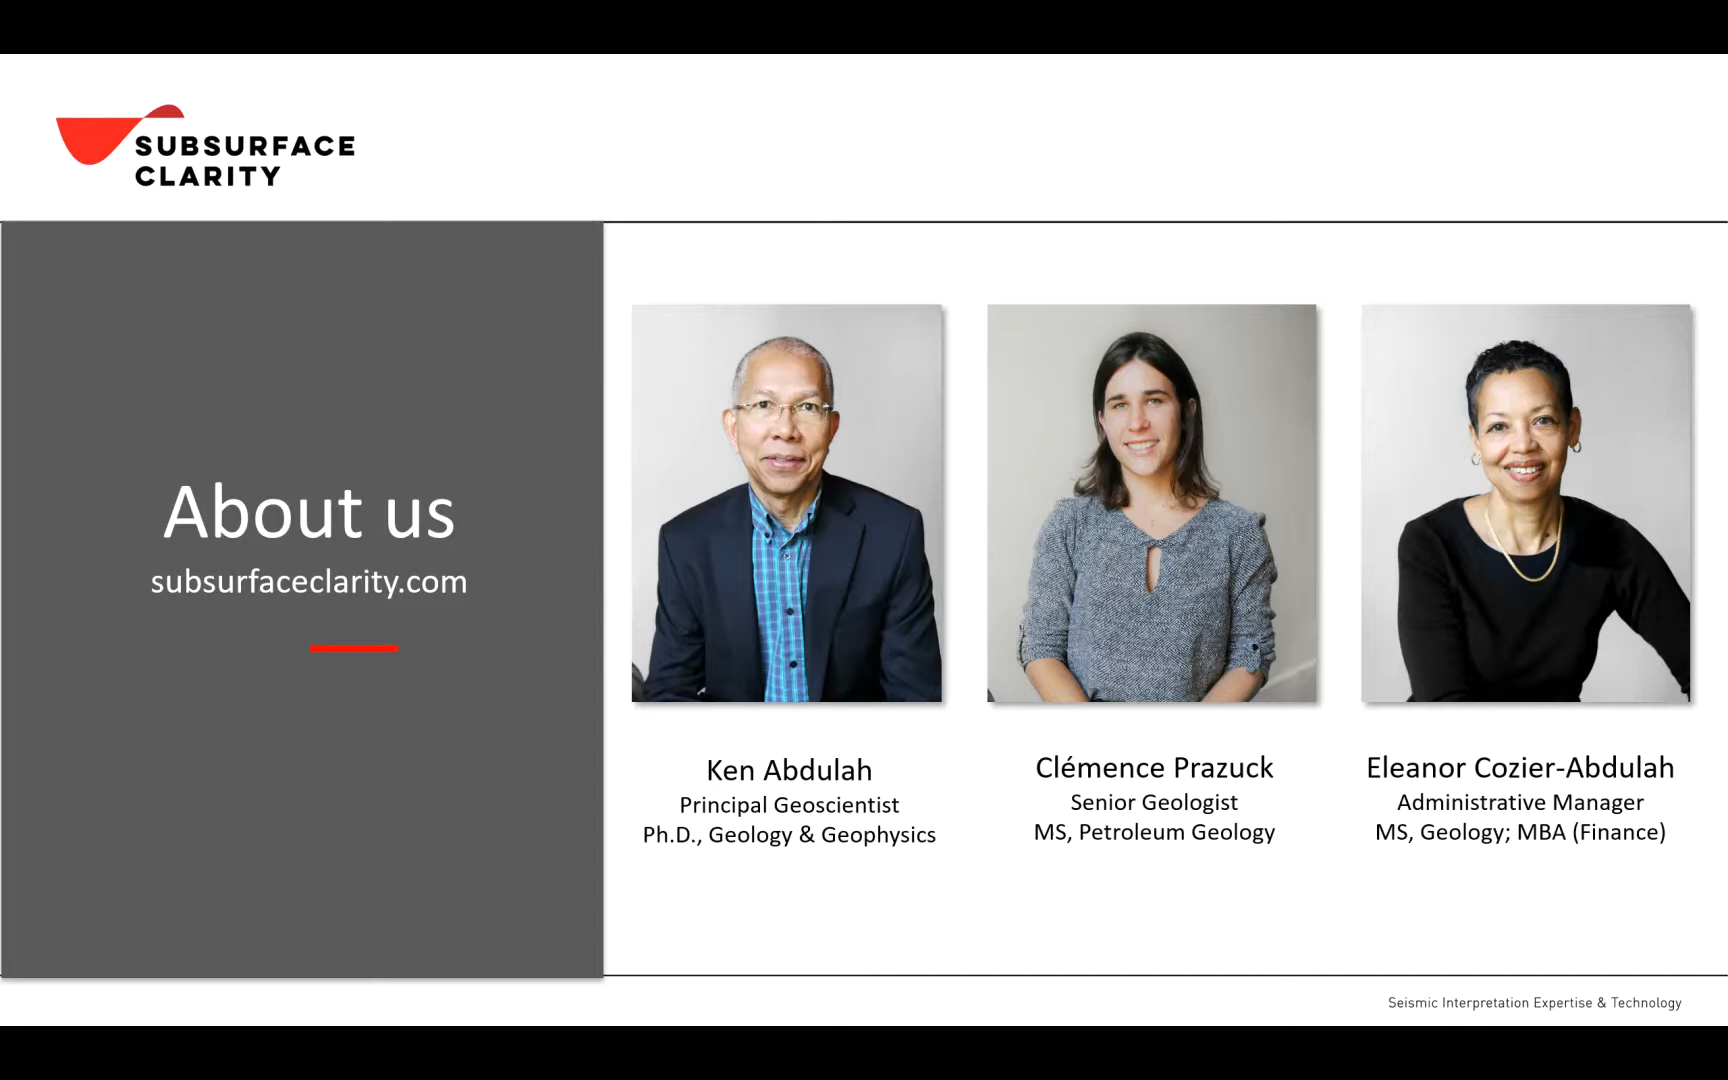 SUBSURFACE
CLARITY
About us
subsurfaceclarity.com
Ken Abdulah
Principal Geoscientist
Ph.D., Geology & Geophysics
Clémence Prazuck
Senior Geologist
MS, Petroleum Geology
Eleanor Cozier-Abdulah
Administrative Manager
MS, Geology; MBA (Finance)
Seismic Interpretation Expertise & Technology